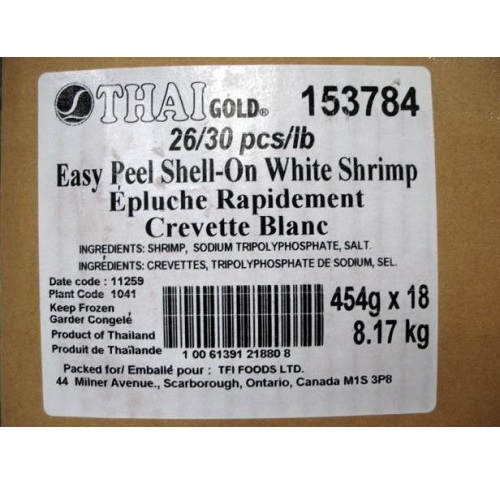 THAI GOLD® 153784
26/30 pcs/lb
Easy Peel Shell-On White Shrimp
Épluche Rapidement
Crevette Blanc
INGREDIENTS: SHRIMP, SODIUM TRIPOLYPHOSPHATE, SALT.
INGRÉDIENTS: CREVETTES, TRIPOLYPHOSPHATE DE SODIUM, SEL.
Date code : 11259
Plant Code 1041
Keep Frozen
Garder Congelé
Product of Thailand
Produit de Thaïlande
454g x 18
8.17 kg
1 00 61391 21880 8
Packed for/ Emballé pour : TFI FOODS LTD.
44 Milner Avenue., Scarborough, Ontario, Canada M1S 3P8